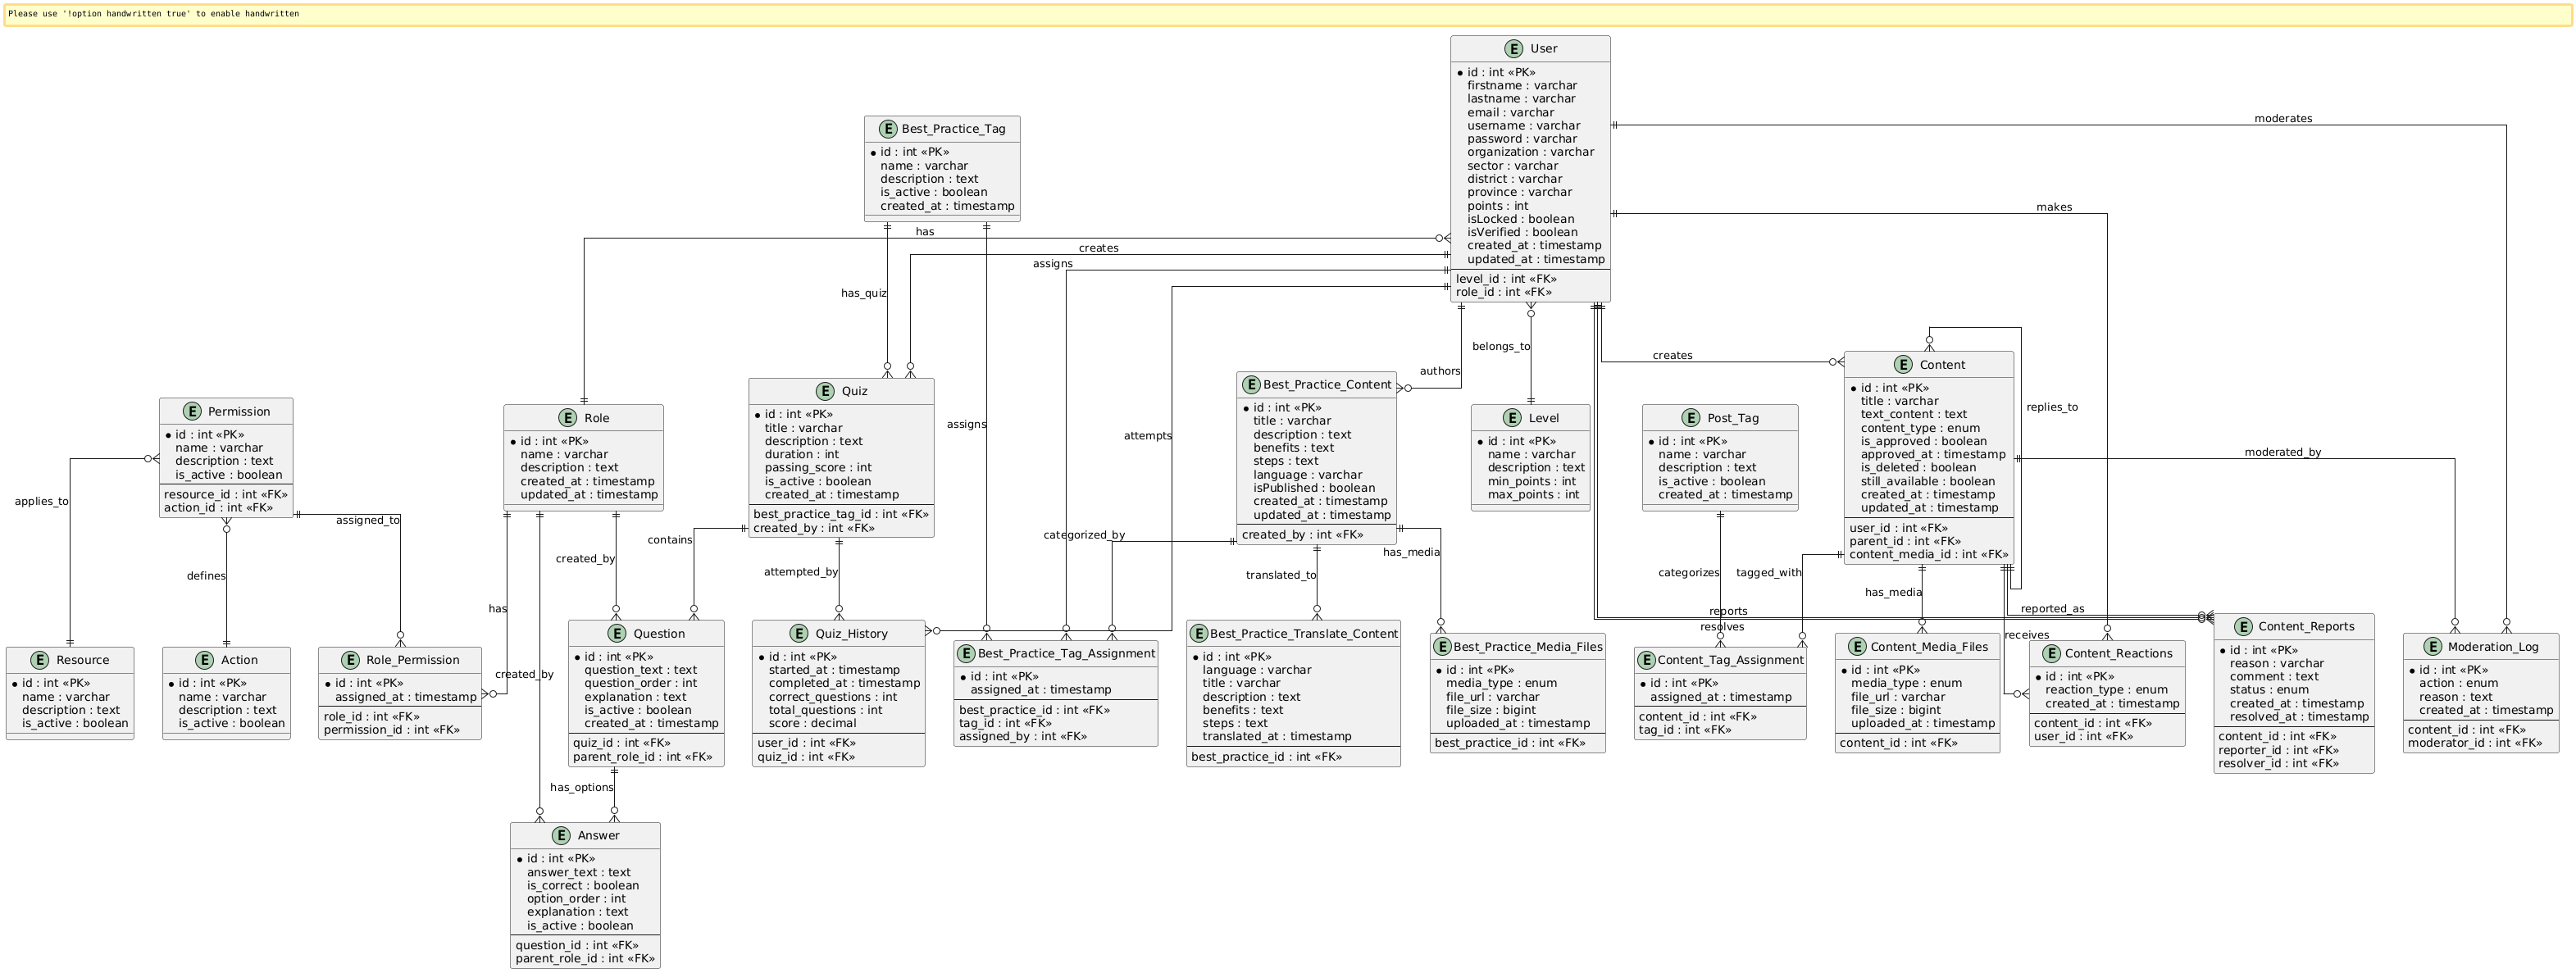 Please use '!option handwritten true' to enable handwritten
E User
* id : int «PK»
firstname : varchar
lastname : varchar
email : varchar
username : varchar
password : varchar
organization : varchar
sector : varchar
district : varchar
province : varchar
points : int
isLocked : boolean
isVerified : boolean
created_at : timestamp
updated_at : timestamp
level_id : int «FK»
role_id : int «FK»
moderates
makes
E Best_Practice_Tag
* id : int «PK»
name : varchar
description : text
is_active : boolean
created_at : timestamp
has
creates
assigns
has_quiz
attempts
assigns
authors
belongs_to
creates
replies_to
moderated_by
E Permission
* id : int «PK»
name : varchar
description : text
is_active : boolean
resource_id : int «FK»
action_id : int «FK»
E Role
* id : int «PK»
name : varchar
description : text
created_at : timestamp
updated_at : timestamp
E Quiz
* id : int «PK»
title : varchar
description : text
duration : int
passing_score : int
is_active : boolean
created_at : timestamp
best_practice_tag_id : int «FK»
created_by : int «FK»
E Best_Practice_Content
* id : int «PK»
title : varchar
description : text
benefits : text
steps : text
language : varchar
isPublished : boolean
created_at : timestamp
updated_at : timestamp
created_by : int «FK»
E Level
* id : int «PK»
name : varchar
description : text
min_points : int
max_points : int
E Post_Tag
* id : int «PK»
name : varchar
description : text
is_active : boolean
created_at : timestamp
E Content
* id : int «PK»
title : varchar
text_content : text
content_type : enum
is_approved : boolean
approved_at : timestamp
is_deleted : boolean
still_available : boolean
created_at : timestamp
updated_at : timestamp
user_id : int «FK»
parent_id : int «FK»
content_media_id : int «FK»
applies_to
assigned_to
defines
has
created_by
created_by
contains
attempted_by
categorized_by
translated_to
has_media
categorizes
tagged_with
has_media
reports
resolves
reported_as
receives
E Resource
* id : int «PK»
name : varchar
description : text
is_active : boolean
E Action
* id : int «PK»
name : varchar
description : text
is_active : boolean
E Role_Permission
* id : int «PK»
assigned_at : timestamp
role_id : int «FK»
permission_id : int «FK»
E Question
* id : int «PK»
question_text : text
question_order : int
explanation : text
is_active : boolean
created_at : timestamp
quiz_id : int «FK»
parent_role_id : int «FK»
E Quiz_History
* id : int «PK»
started_at : timestamp
completed_at : timestamp
correct_questions : int
total_questions : int
score : decimal
user_id : int «FK»
quiz_id : int «FK»
E Best_Practice_Tag_Assignment
* id : int «PK»
assigned_at : timestamp
best_practice_id : int «FK»
tag_id : int «FK»
assigned_by : int «FK»
E Best_Practice_Translate_Content
* id : int «PK»
language : varchar
title : varchar
description : text
benefits : text
steps : text
translated_at : timestamp
best_practice_id : int «FK»
E Best_Practice_Media_Files
* id : int «PK»
media_type : enum
file_url : varchar
file_size : bigint
uploaded_at : timestamp
best_practice_id : int «FK»
E Content_Tag_Assignment
* id : int «PK»
assigned_at : timestamp
content_id : int «FK»
tag_id : int «FK»
E Content_Media_Files
* id : int «PK»
media_type : enum
file_url : varchar
file_size : bigint
uploaded_at : timestamp
content_id : int «FK»
E Content_Reactions
* id : int «PK»
reaction_type : enum
created_at : timestamp
content_id : int «FK»
user_id : int «FK»
E Content_Reports
* id : int «PK»
reason : varchar
comment : text
status : enum
created_at : timestamp
resolved_at : timestamp
content_id : int «FK»
reporter_id : int «FK»
resolver_id : int «FK»
E Moderation_Log
* id : int «PK»
action : enum
reason : text
created_at : timestamp
content_id : int «FK»
moderator_id : int «FK»
has_options
E Answer
* id : int «PK»
answer_text : text
is_correct : boolean
option_order : int
explanation : text
is_active : boolean
question_id : int «FK»
parent_role_id : int «FK»